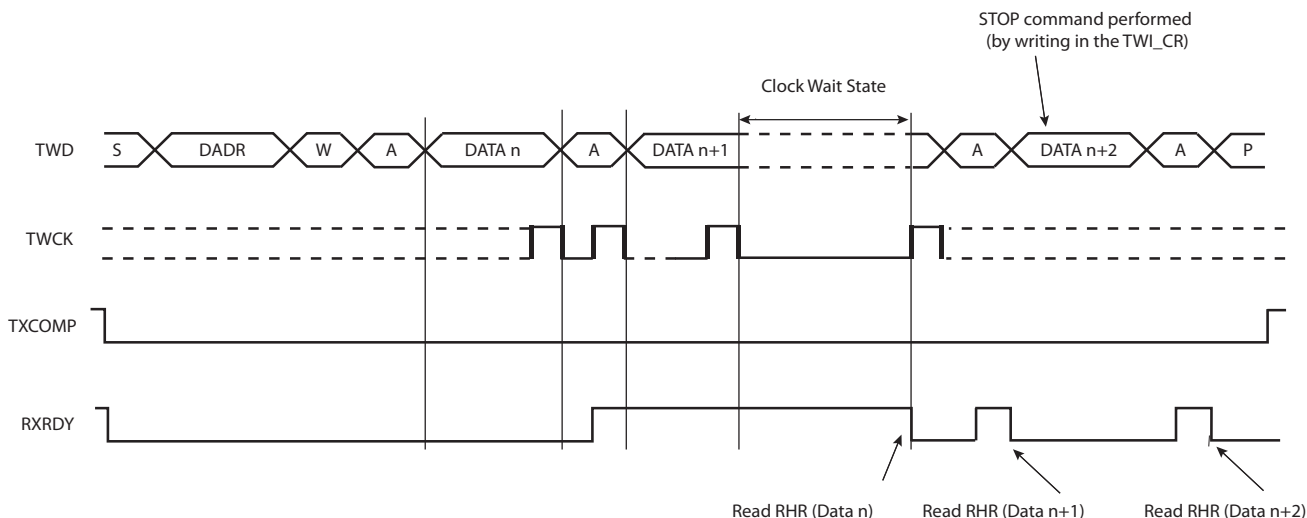 STOP command performed
(by writing in the TWI_CR)
Clock Wait State
TWD S DADR W A DATA n A DATA n+1 A DATA n+2 A P
TWCK
TXCOMP
RXRDY
Read RHR (Data n) Read RHR (Data n+1) Read RHR (Data n+2)